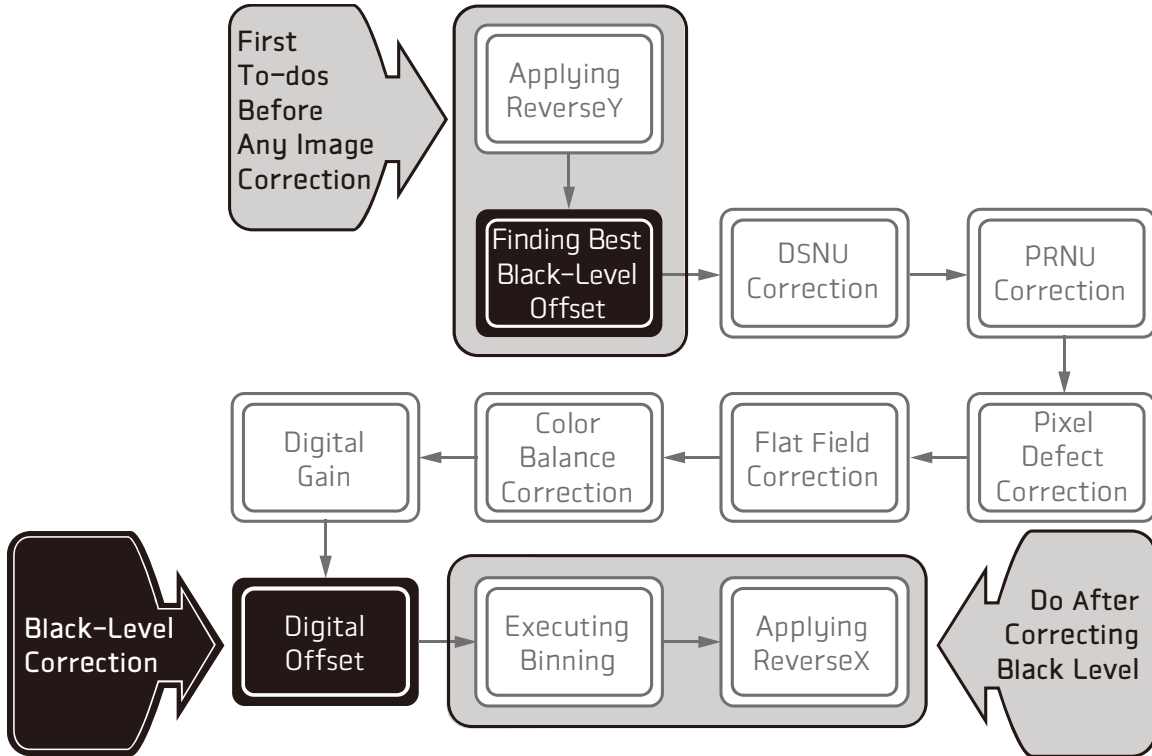 First
To-dos
Before
Any Image
Correction
Applying
ReverseY
Finding Best
Black-Level
Offset
DSNU
Correction
PRNU
Correction
Pixel
Defect
Correction
Flat Field
Correction
Color
Balance
Correction
Digital
Gain
Black-Level
Correction
Digital
Offset
Executing
Binning
Applying
ReverseX
Do After
Correcting
Black Level